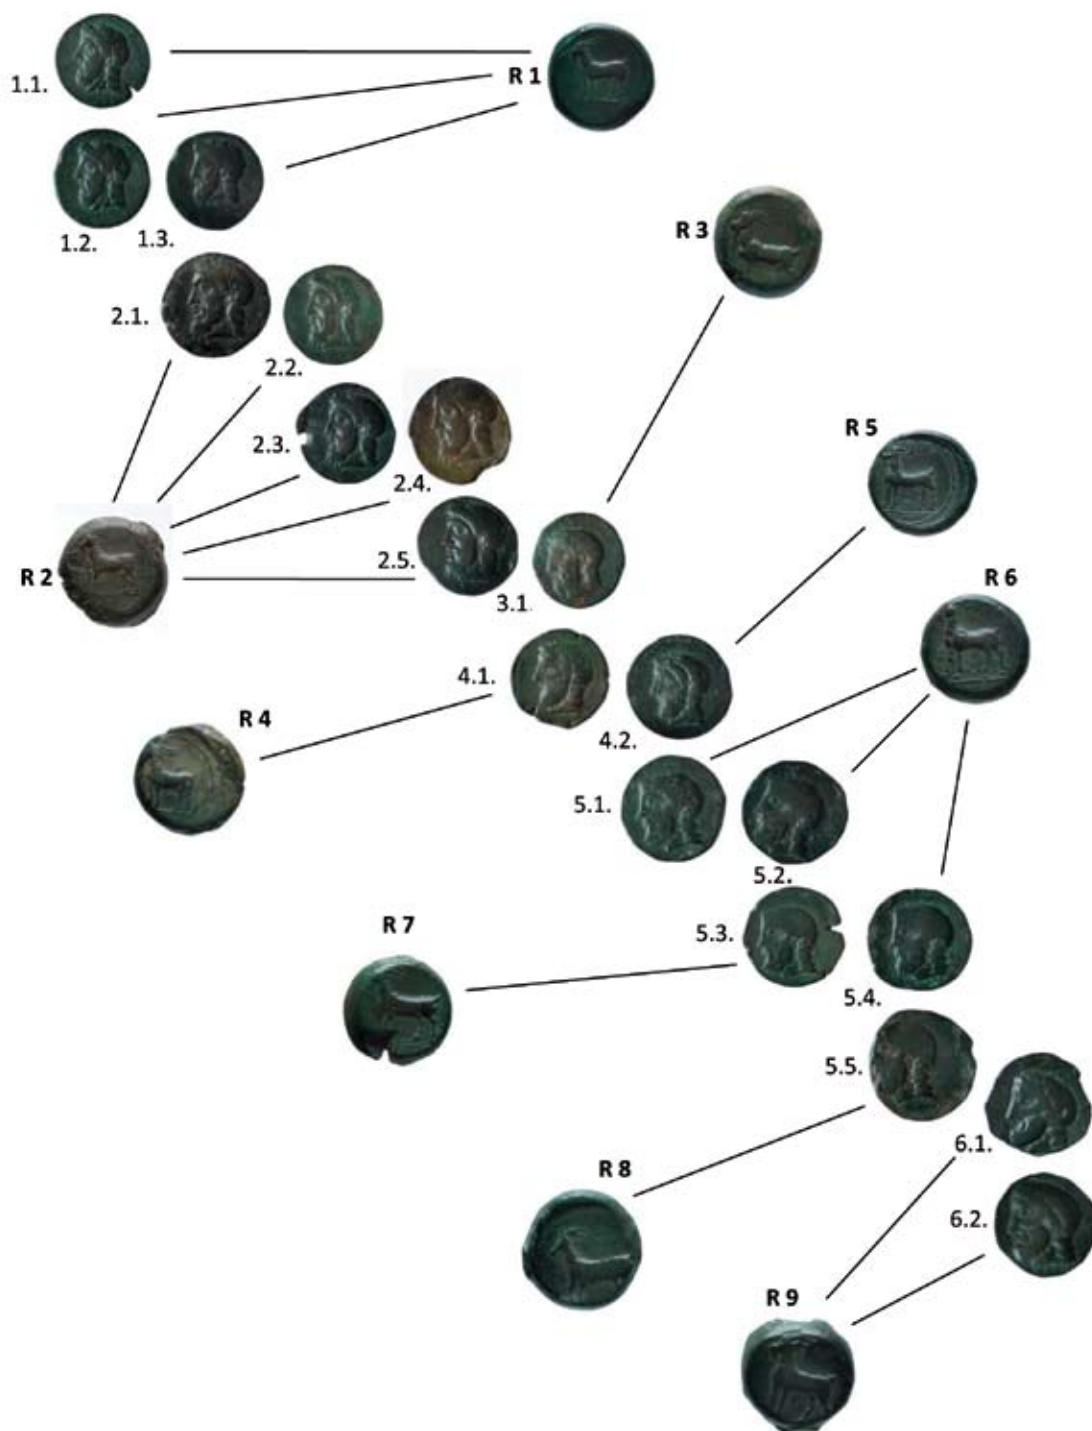 1.1.
R 1
1.2.
1.3.
R 3
2.1.
2.2.
2.3.
2.4.
R 5
2.5.
3.1.
R 2
R 6
4.1.
R 4
4.2.
5.1.
5.2.
R 7
5.3.
5.4.
5.5.
6.1.
R 8
6.2.
R 9